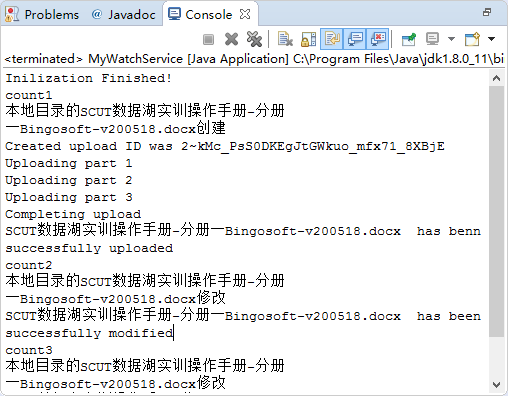 Problems @ Javadoc Console
<terminated> MyWatchService [Java Application] C:\Program Files\Java\jdk1.8.0_11\bi
Inilization Finished!
count1
本地目录的SCUT数据湖实训操作手册-分册
一Bingosoft-v200518.docx创建
Created upload ID was 2~kMc_PsS0DKEgJtGWkuo_mfx71_8XBjE
Uploading part 1
Uploading part 2
Uploading part 3
Completing upload
SCUT数据湖实训操作手册-分册一Bingosoft-v200518.docx  has benn
successfully uploaded
count2
本地目录的SCUT数据湖实训操作手册-分册
一Bingosoft-v200518.docx修改
SCUT数据湖实训操作手册-分册一Bingosoft-v200518.docx  has been
successfully modified
count3
本地目录的SCUT数据湖实训操作手册-分册
一Bingosoft-v200518.docx修改